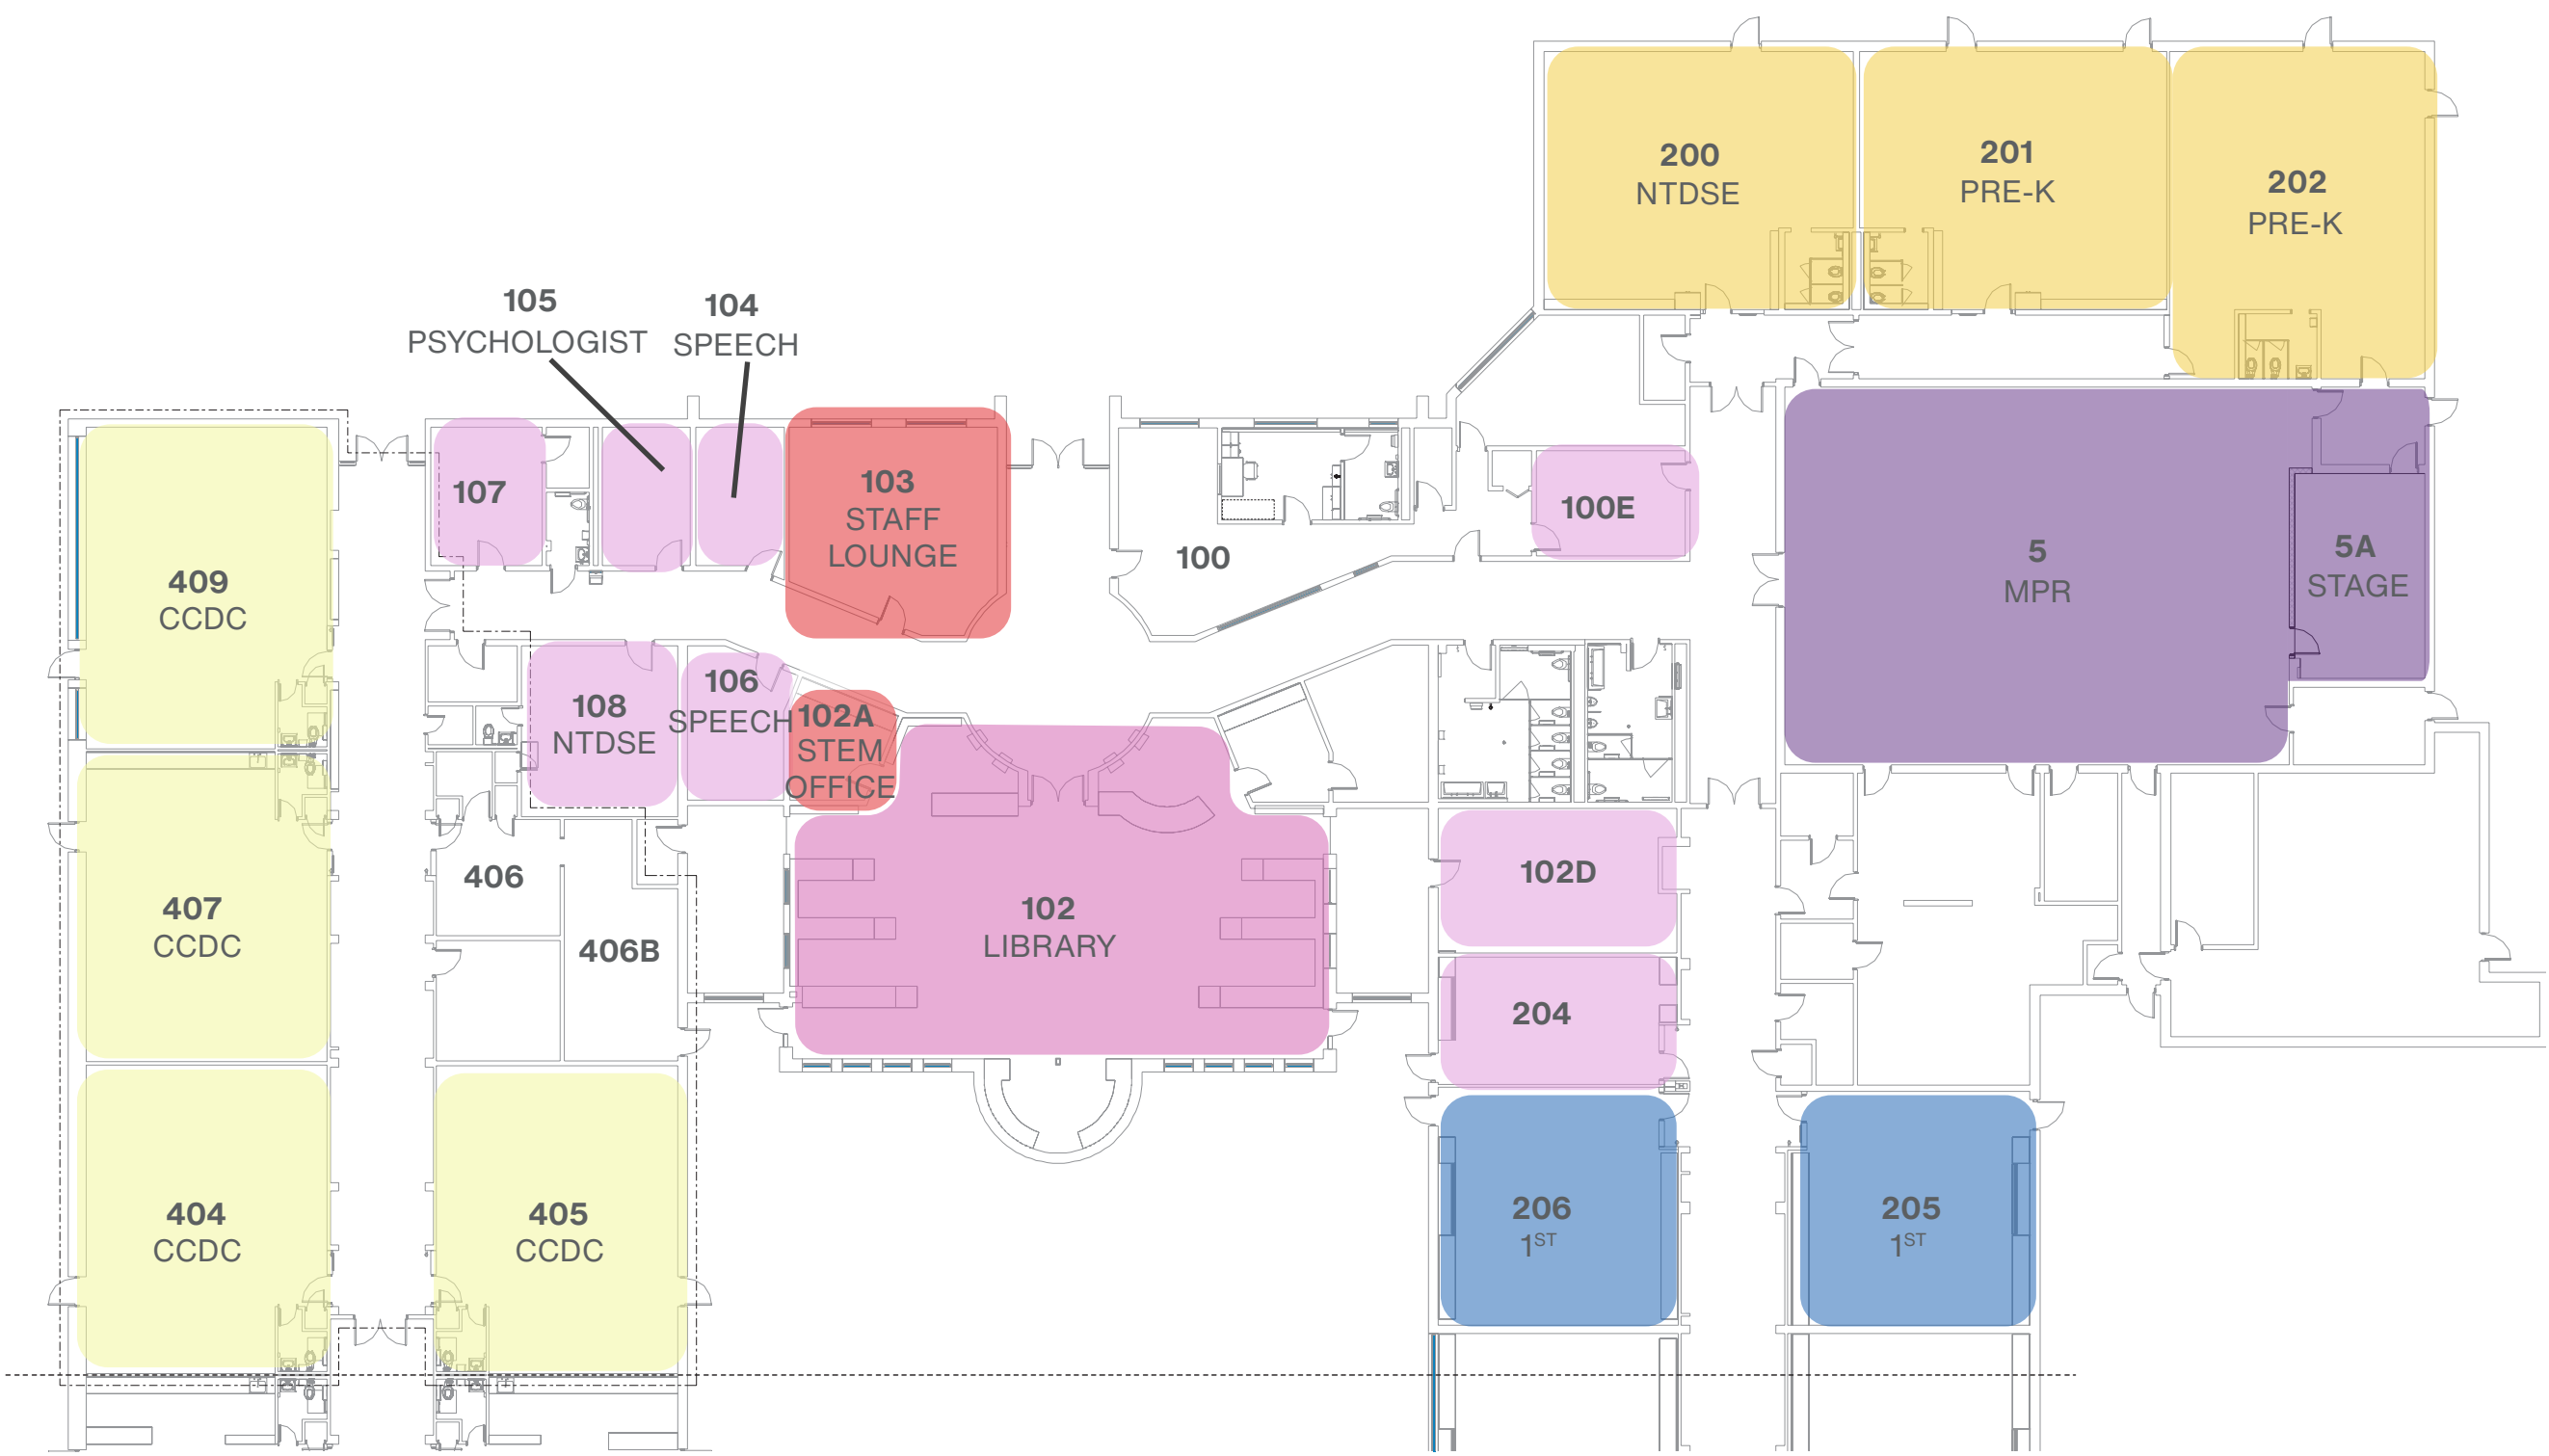 200
NTDSE
201
PRE-K
202
PRE-K
105
PSYCHOLOGIST
104
SPEECH
107
103
STAFF
LOUNGE
100
100E
5
MPR
5A
STAGE
409
CCDC
108
NTDSE
106
SPEECH
102A
STEM
OFFICE
407
CCDC
406
406B
102
LIBRARY
102D
204
404
CCDC
405
CCDC
206
1ST
205
1ST